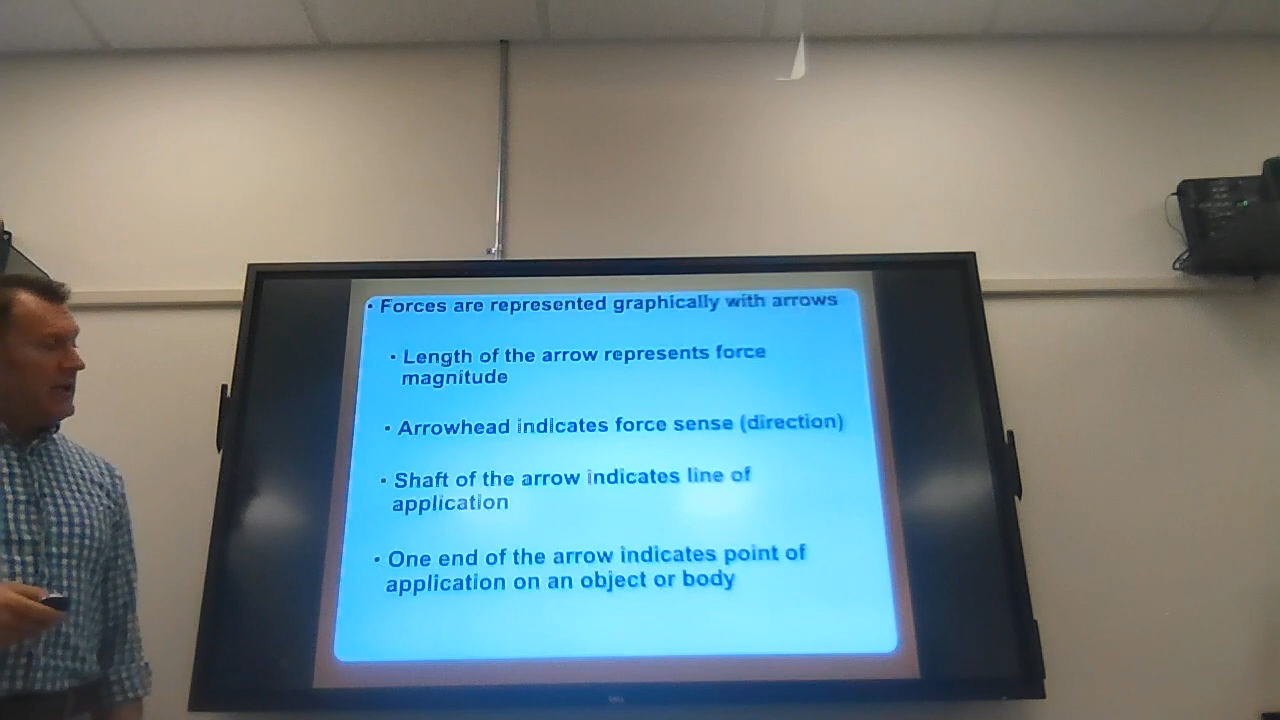 • Forces are represented graphically with arrows
• Length of the arrow represents force
magnitude
• Arrowhead indicates force sense (direction)
• Shaft of the arrow indicates line of
application
• One end of the arrow indicates point of
application on an object or body
DELL